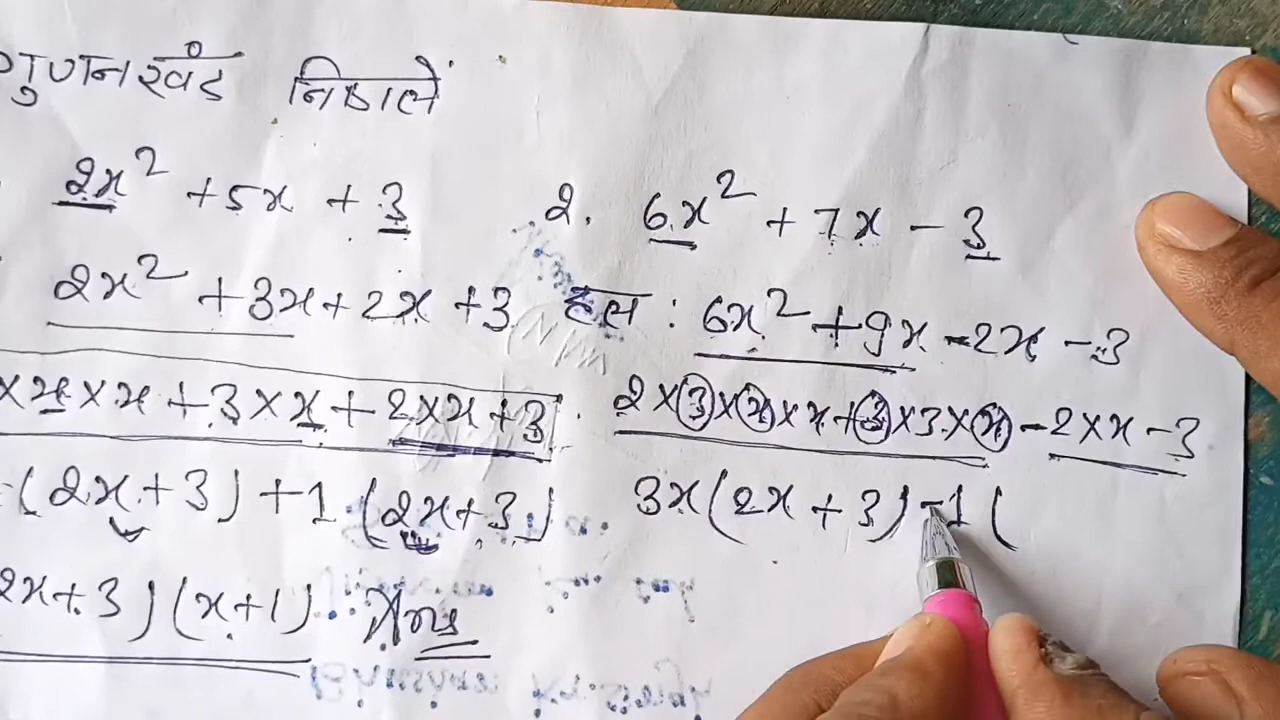 गुणनखंड निकालें
2x² + 5x + 3
2x² + 3x + 2x + 3
× x × x + 3 × x + 2 × x + 3
(2x + 3) + 1 (2x + 3)
2x + 3) (x + 1) Ans
2. 6x² + 7x - 3
हल : 6x² + 9x - 2x - 3
2 × 3 × x × x + 3 × 3 × x - 2 × x - 3
3x (2x + 3) - 1 (